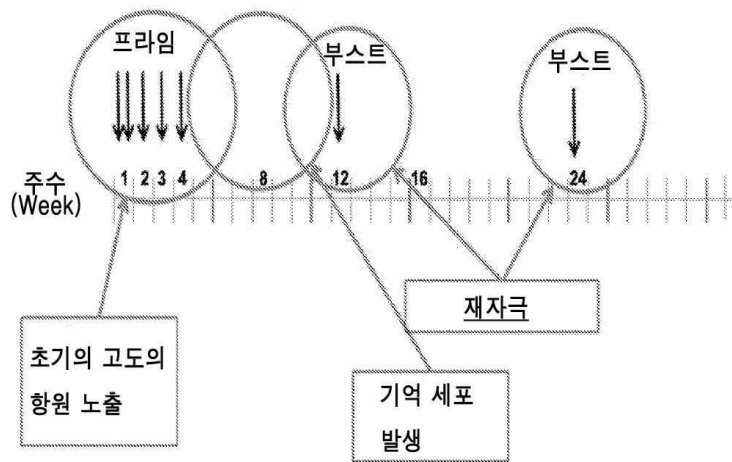 프라임
부스트
부스트
주수
(Week)
1 2 3 4 8 12 16 24
재자극
초기의 고도의
항원 노출
기억 세포
발생